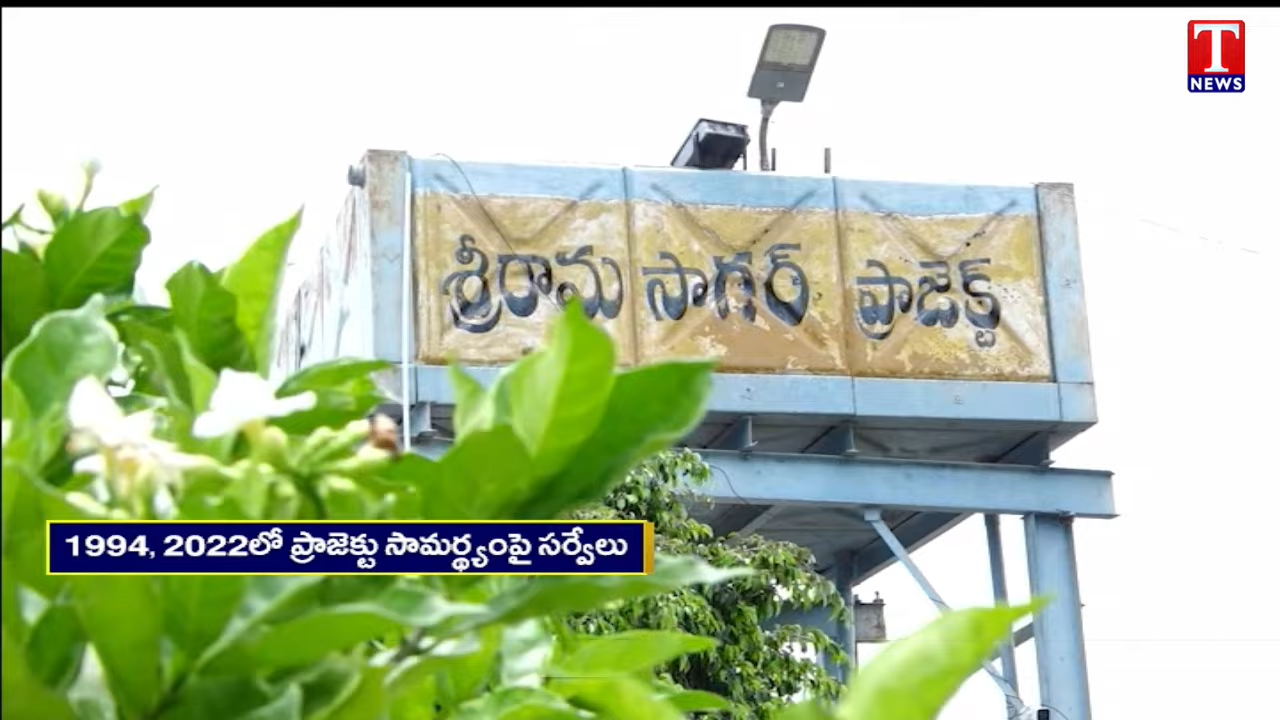 T
NEWS
శ్రీరామ సాగర్ ప్రాజెక్ట్
1994, 2022లో ప్రాజెక్టు సామర్థ్యంపై సర్వేలు